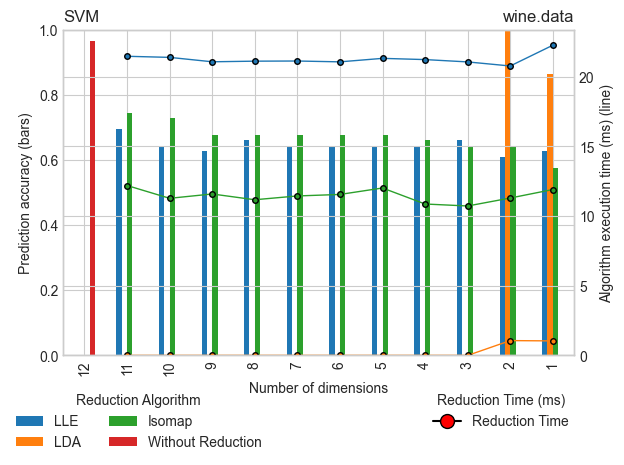 SVM
wine.data
1.0
0.8
0.6
0.4
0.2
0.0
Prediction accuracy (bars)
20
15
10
5
0
Algorithm execution time (ms) (line)
12 11 10 9 8 7 6 5 4 3 2 1
Number of dimensions
Reduction Algorithm
LLE
LDA
Isomap
Without Reduction
Reduction Time (ms)
Reduction Time